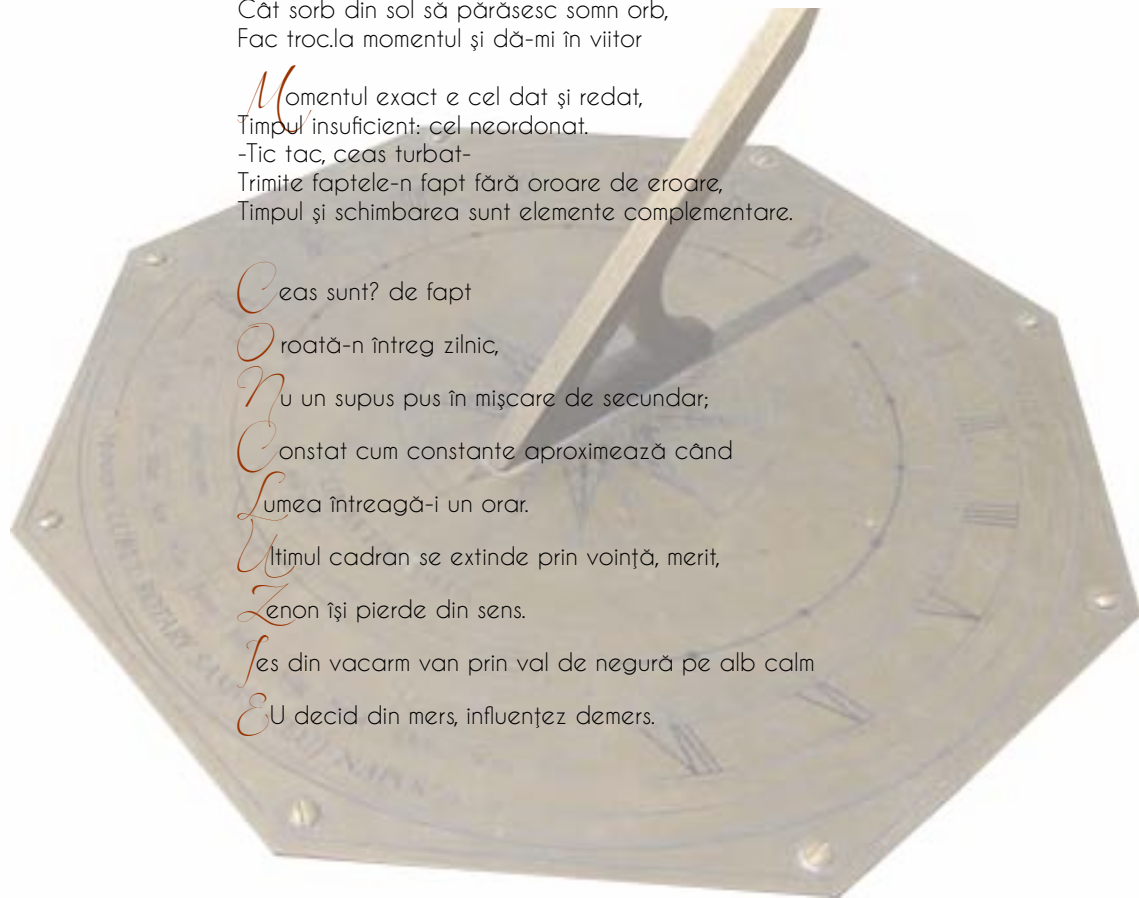 Cât sorb din sol să părăsesc somn orb,
Fac troc.la momentul şi dă-mi în viitor
Momentul exact e cel dat şi redat,
Timpul insuficient: cel neordonat.
-Tic tac, ceas turbat-
Trimite faptele-n fapt fără oroare de eroare,
Timpul şi schimbarea sunt elemente complementare.
Ceas sunt? de fapt
O roată-n întreg zilnic,
Nu un supus pus în mişcare de secundar;
Constat cum constante aproximează când
Lumea întreagă-i un orar.
Ultimul cadran se extinde prin voinţă, merit,
Zenon îşi pierde din sens.
Ies din vacarm van prin val de negură pe alb calm
EU decid din mers, influenţez demers.